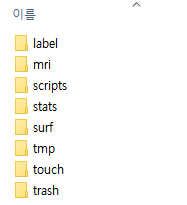 이름
label
mri
scripts
stats
surf
tmp
touch
trash